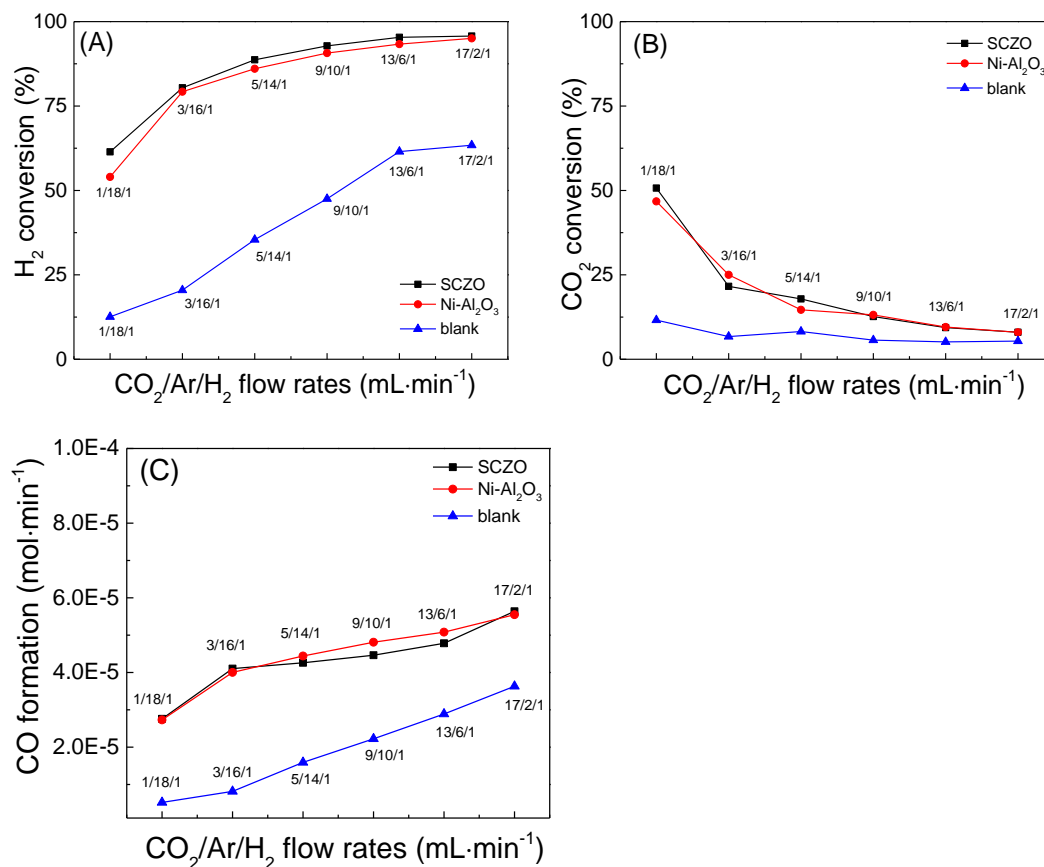 (A)
H₂ conversion (%)
100
75
50
25
0
1/18/1
3/16/1
5/14/1
9/10/1
13/6/1
17/2/1
1/18/1
3/16/1
5/14/1
9/10/1
13/6/1
17/2/1
SCZO
Ni-Al₂O₃
blank
CO₂/Ar/H₂ flow rates (mL·min⁻¹)
(B)
CO₂ conversion (%)
100
75
50
25
0
SCZO
Ni-Al₂O₃
blank
1/18/1
3/16/1
5/14/1
9/10/1
13/6/1
17/2/1
CO₂/Ar/H₂ flow rates (mL·min⁻¹)
(C)
CO formation (mol·min⁻¹)
1.0E-4
8.0E-5
6.0E-5
4.0E-5
2.0E-5
SCZO
Ni-Al₂O₃
blank
1/18/1
3/16/1
5/14/1
9/10/1
13/6/1
17/2/1
1/18/1
3/16/1
5/14/1
9/10/1
13/6/1
17/2/1
CO₂/Ar/H₂ flow rates (mL·min⁻¹)